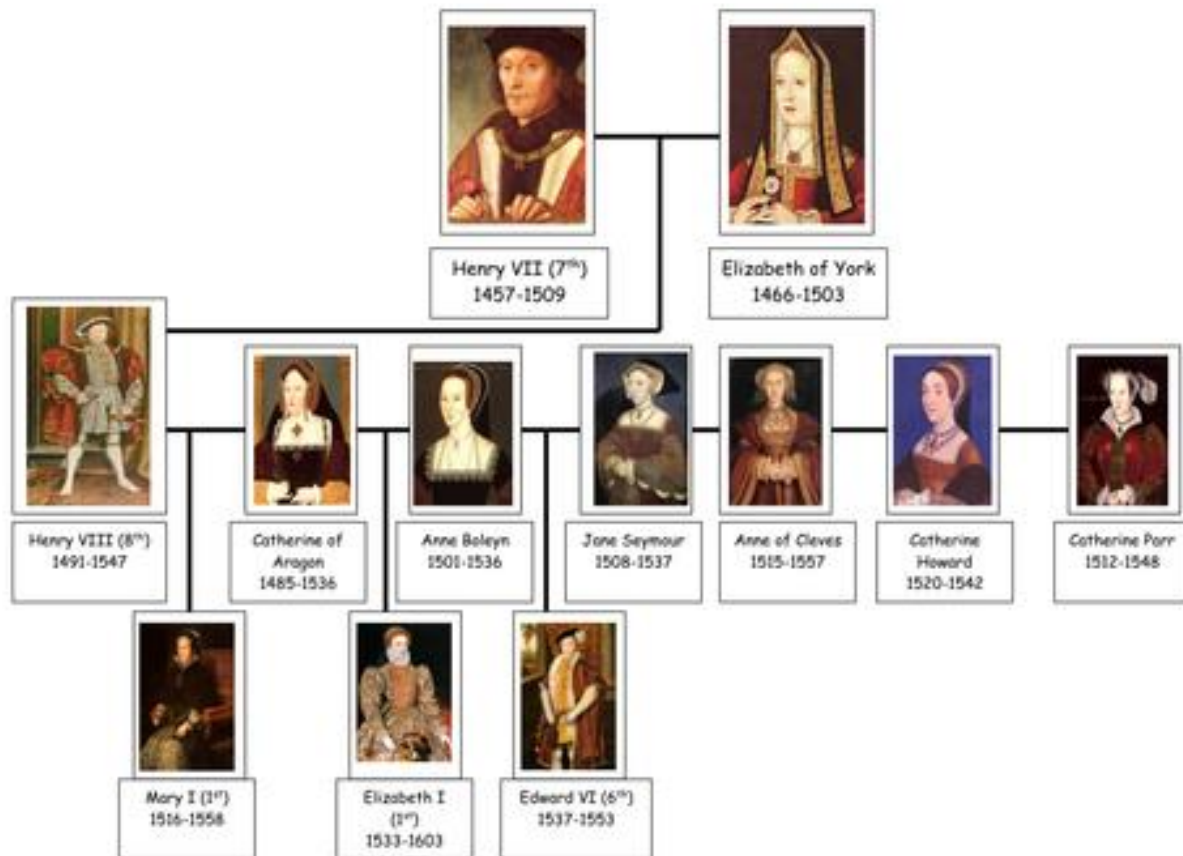 Henry VII (7th)
1457-1509
Elizabeth of York
1466-1503
Henry VIII (8th)
1491-1547
Catherine of
Aragon
1485-1536
Anne Boleyn
1501-1536
Jane Seymour
1508-1537
Anne of Cleves
1515-1557
Catherine
Howard
1520-1542
Catherine Parr
1512-1548
Mary I (1st)
1516-1558
Elizabeth I
(1st)
1533-1603
Edward VI (6th)
1537-1553